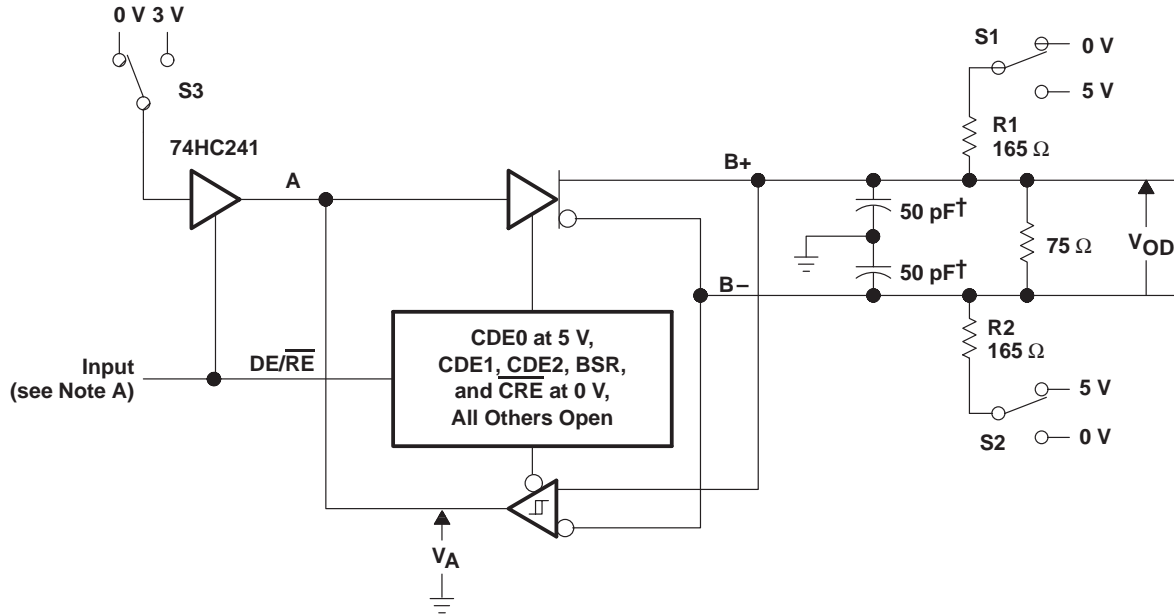 0 V 3 V
S3
74HC241
A
B+
B−
S1
0 V
5 V
R1
165 Ω
50 pF†
50 pF†
75 Ω
VOD
R2
165 Ω
5 V
S2
0 V
Input
(see Note A)
DE/RE
CDE0 at 5 V,
CDE1, CDE2, BSR,
and CRE at 0 V,
All Others Open
VA